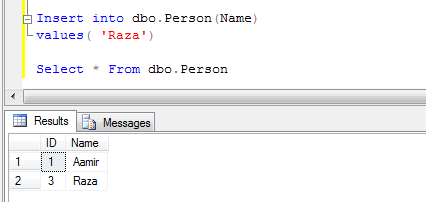 Insert into dbo.Person(Name)
values( 'Raza')
Select * From dbo.Person
Results Messages
ID Name
1 1 Aamir
2 3 Raza